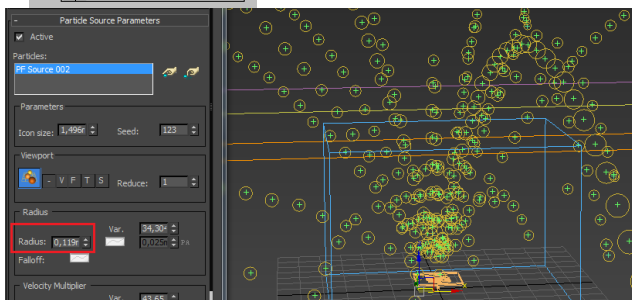 - Particle Source Parameters
Active
Particles:
PF Source 002
Parameters
Icon size: 1,496r Seed: 123
Viewport
- V F T S Reduce: 1
Radius
Var. 34,304
Radius: 0,119r 0,025r P#
Falloff:
Velocity Multiplier
Var. 43,65